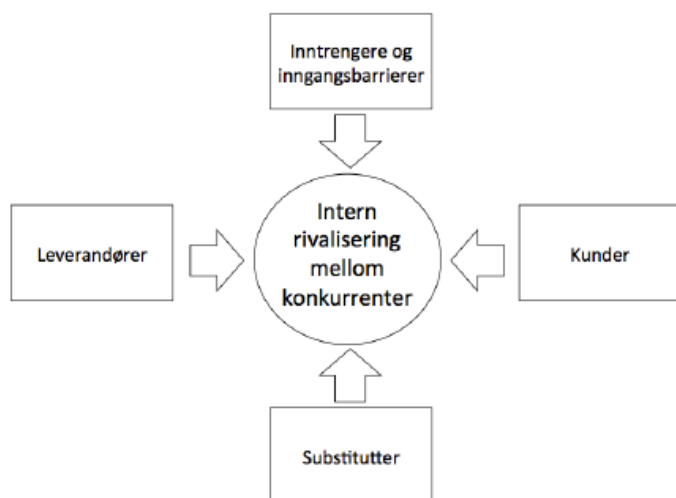 Inntrengere og
inngangsbarrierer
Leverandører
Intern
rivalisering
mellom
konkurrenter
Kunder
Substitutter